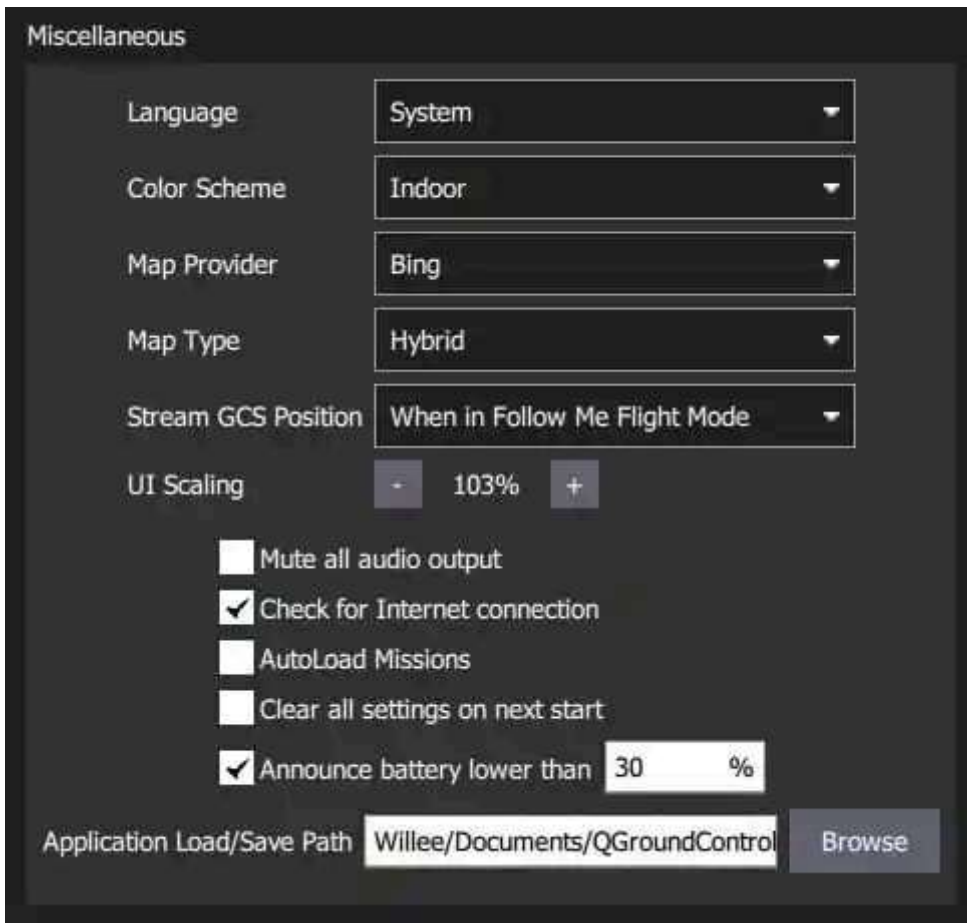 Miscellaneous
Language System
Color Scheme Indoor
Map Provider Bing
Map Type Hybrid
Stream GCS Position When in Follow Me Flight Mode
UI Scaling - 103% +
Mute all audio output
Check for Internet connection
AutoLoad Missions
Clear all settings on next start
Announce battery lower than 30 %
Application Load/Save Path Willee/Documents/QGroundControl Browse